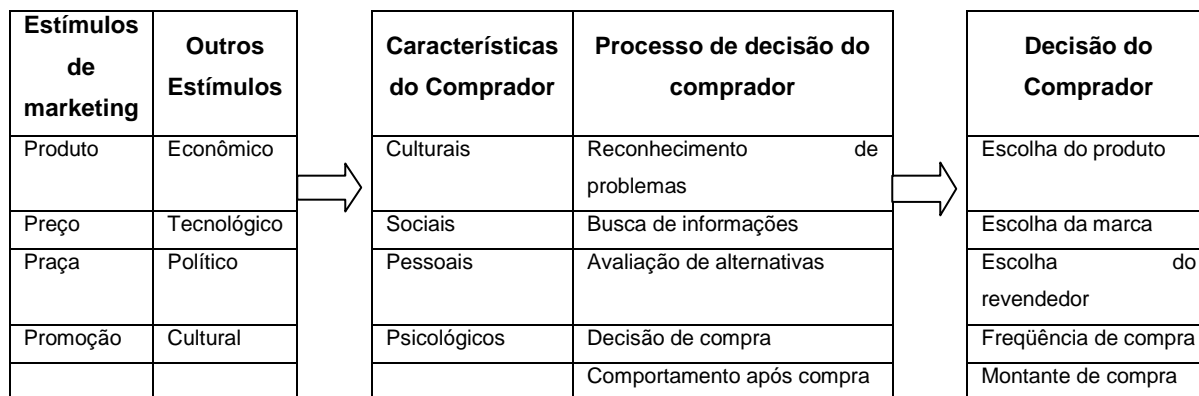 Estímulos
de
marketing
Outros
Estímulos
Produto
Econômico
Preço
Tecnológico
Praça
Político
Promoção
Cultural
Características
do Comprador
Processo de decisão do
comprador
Culturais
Reconhecimento de
problemas
Sociais
Busca de informações
Pessoais
Avaliação de alternativas
Psicológicos
Decisão de compra
Comportamento após compra
Decisão do
Comprador
Escolha do produto
Escolha da marca
Escolha do
revendedor
Freqüência de compra
Montante de compra